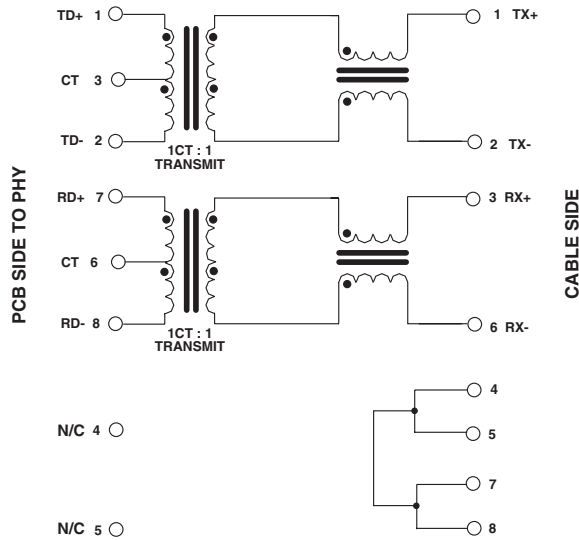 TD+ 1
1 TX+
CT 3
TD- 2
2 TX-
1CT : 1
TRANSMIT
RD+ 7
3 RX+
CT 6
RD- 8
6 RX-
1CT : 1
TRANSMIT
PCB SIDE TO PHY
CABLE SIDE
4
N/C 4
5
7
N/C 5
8